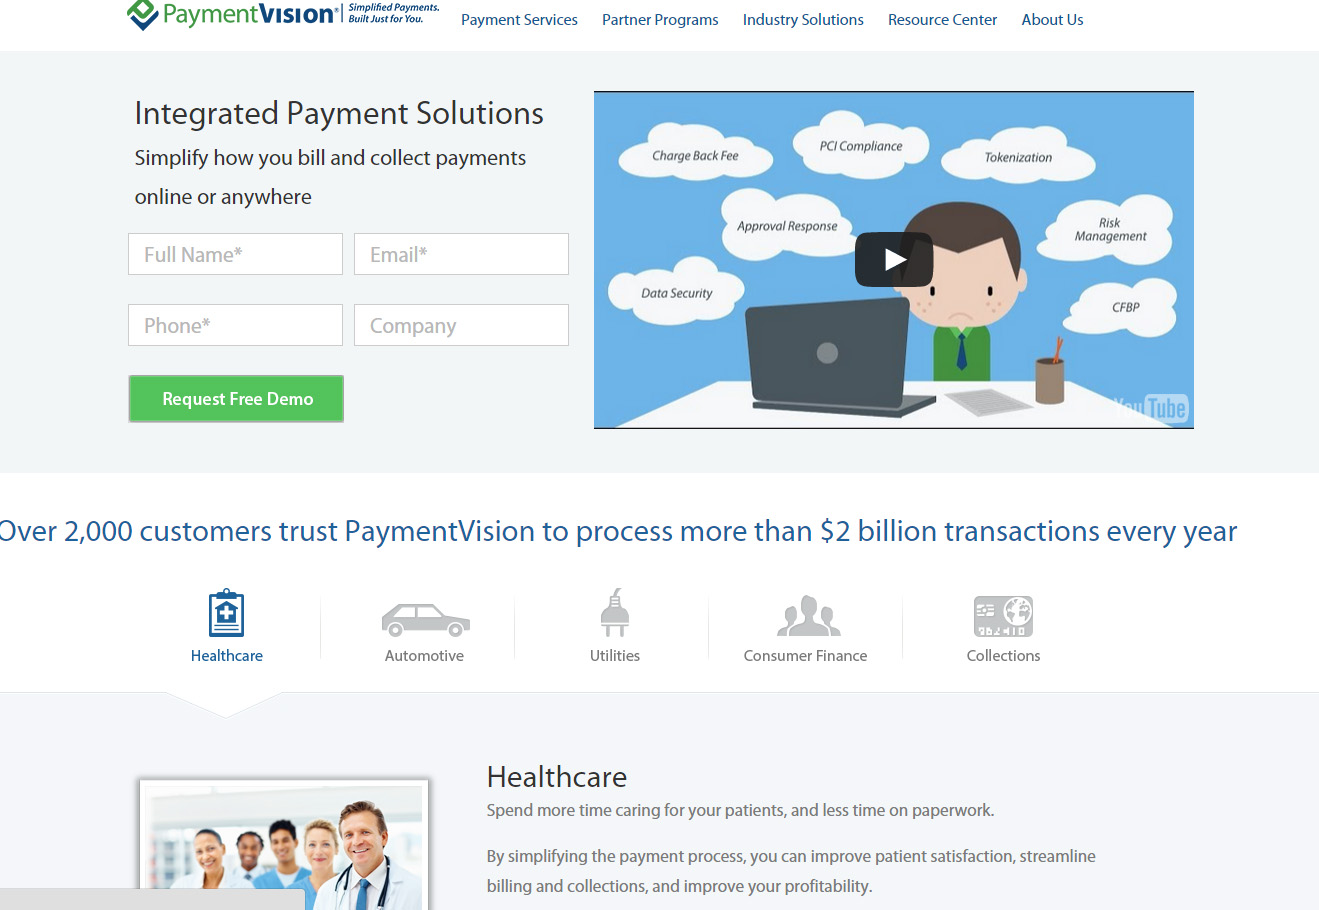 PaymentVision® Simplified Payments.
Built Just for You.
Payment Services Partner Programs Industry Solutions Resource Center About Us
Integrated Payment Solutions
Simplify how you bill and collect payments
online or anywhere
Full Name* Email*
Phone* Company
Request Free Demo
Charge Back Fee
PCI Compliance
Tokenization
Approval Response
Risk
Management
Data Security
CFBP
YouTube
Over 2,000 customers trust PaymentVision to process more than $2 billion transactions every year
Healthcare Automotive Utilities Consumer Finance Collections
Healthcare
Spend more time caring for your patients, and less time on paperwork.
By simplifying the payment process, you can improve patient satisfaction, streamline
billing and collections, and improve your profitability.